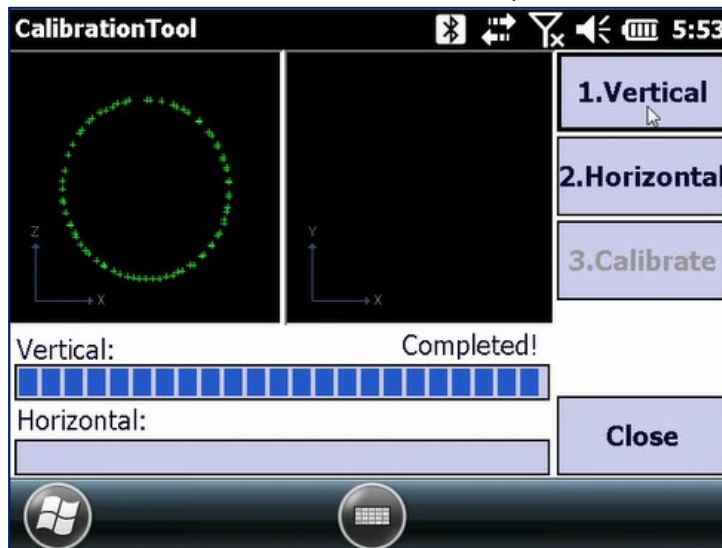 CalibrationTool 5:53
1.Vertical
2.Horizontal
Z
X
Y
X
3.Calibrate
Vertical: Completed!
Horizontal:
Close